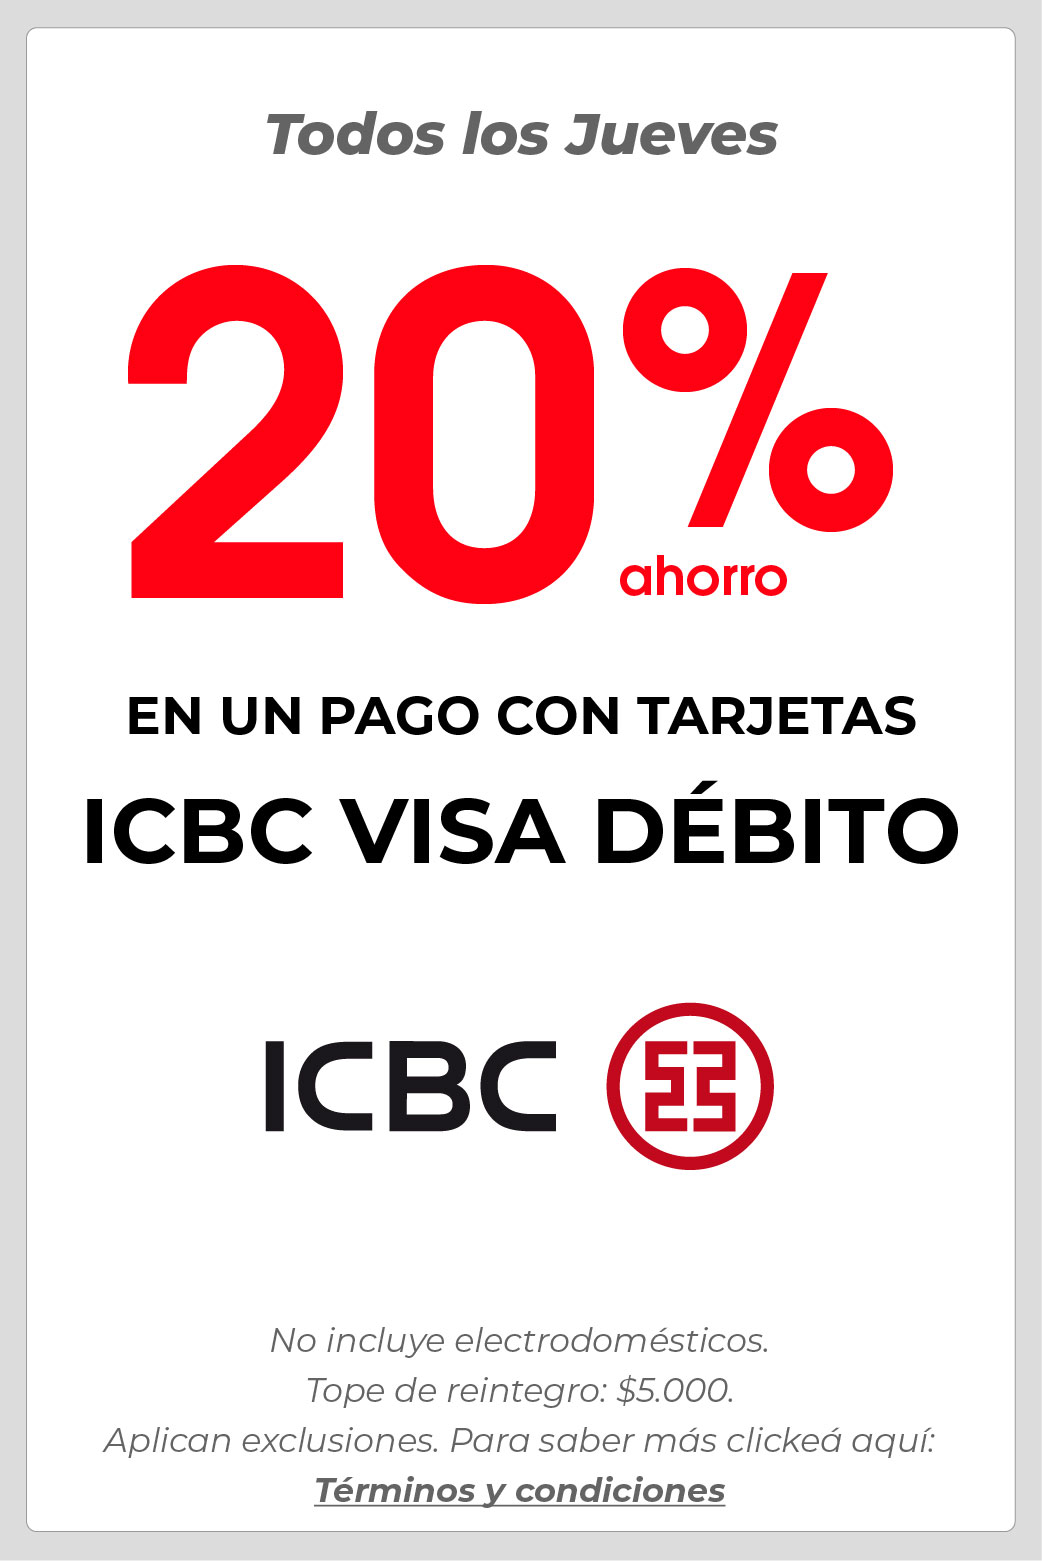 Todos los Jueves
20%
ahorro
EN UN PAGO CON TARJETAS
ICBC VISA DÉBITO
ICBC
No incluye electrodomésticos.
Tope de reintegro: $5.000.
Aplican exclusiones. Para saber más clickeá aquí:
Términos y condiciones